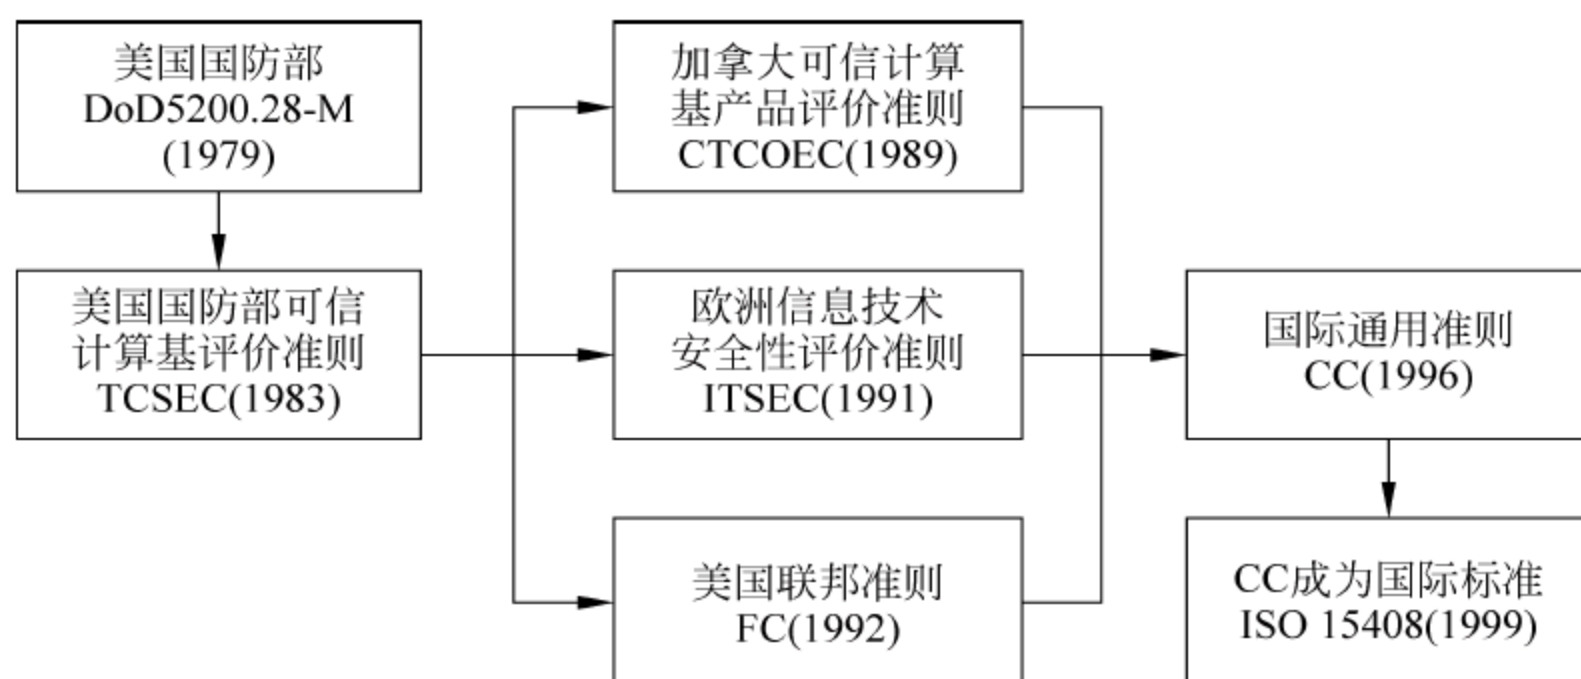 美国国防部
DoD5200.28-M
(1979)
美国国防部可信
计算基评价准则
TCSEC(1983)
加拿大可信计算
基产品评价准则
CTCOEC(1989)
欧洲信息技术
安全性评价准则
ITSEC(1991)
美国联邦准则
FC(1992)
国际通用准则
CC(1996)
CC成为国际标准
ISO 15408(1999)